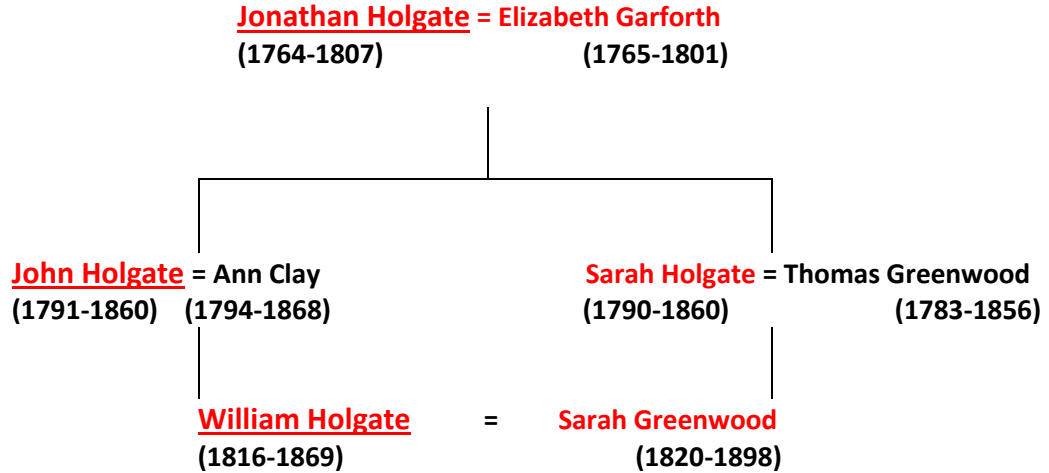 Jonathan Holgate = Elizabeth Garforth
(1764-1807) (1765-1801)
John Holgate = Ann Clay Sarah Holgate = Thomas Greenwood
(1791-1860) (1794-1868) (1790-1860) (1783-1856)
William Holgate = Sarah Greenwood
(1816-1869) (1820-1898)